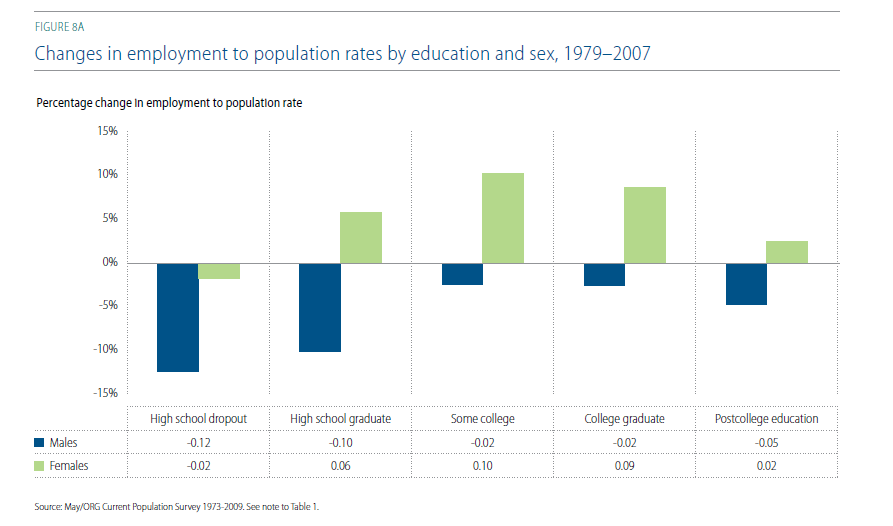 FIGURE 8A
Changes in employment to population rates by education and sex, 1979–2007
Percentage change in employment to population rate
15%
10%
5%
0%
-5%
-10%
-15%
High school dropout High school graduate Some college College graduate Postcollege education
Males -0.12 -0.10 -0.02 -0.02 -0.05
Females -0.02 0.06 0.10 0.09 0.02
Source: May/ORG Current Population Survey 1973-2009. See note to Table 1.